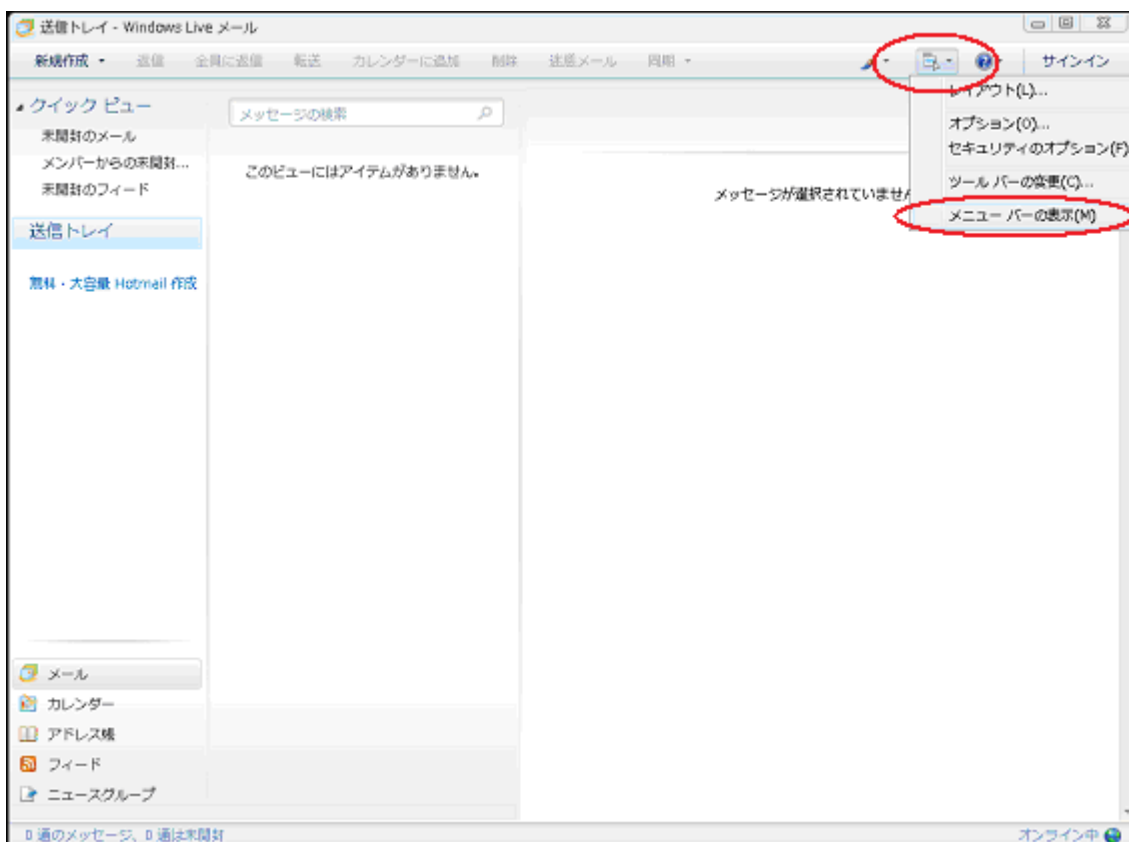 送信トレイ - Windows Live メール
新規作成 返信 全員に返信 転送 カレンダーに追加 削除 迷惑メール 同期 サインイン
レイアウト(L)...
オプション(O)...
セキュリティのオプション(F)
ツール バーの変更(C)...
メニュー バーの表示(M)
クイック ビュー
未開封のメール
メンバーからの未開封...
未開封のフィード
送信トレイ
無料・大容量 Hotmail 作成
メッセージの検索
このビューにはアイテムがありません。
メッセージが選択されていません
メール
カレンダー
アドレス帳
フィード
ニュースグループ
0 通のメッセージ、0 通は未開封
オンライン中